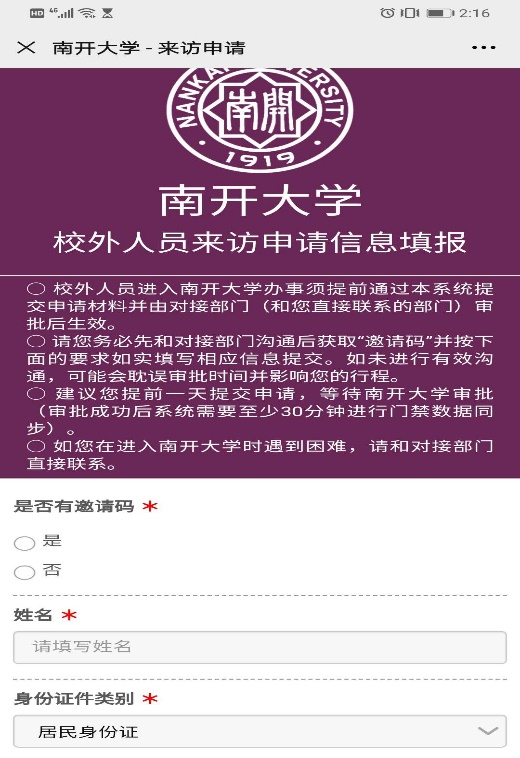 HD 4G 2:16
南开大学 - 来访申请
NANKAI UNIVERSITY
南開
1919
南开大学
校外人员来访申请信息填报
○ 校外人员进入南开大学办事须提前通过本系统提
交申请材料并由对接部门（和您直接联系的部门）审
批后生效。
○ 请您务必先和对接部门沟通后获取“邀请码”并按下
面的要求如实填写相应信息提交。如未进行有效沟
通，可能会耽误审批时间并影响您的行程。
○ 建议您提前一天提交申请，等待南开大学审批
（审批成功后系统需要至少30分钟进行门禁数据同
步）。
○ 如您在进入南开大学时遇到困难，请和对接部门
直接联系。
是否有邀请码 *
是
否
姓名 *
请填写姓名
身份证件类别 *
居民身份证